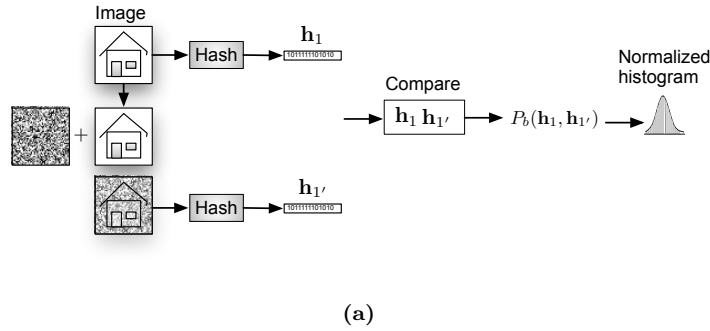 Image
Hash
h1
1011111101010
+
Compare
h1 h1′
Pb(h1, h1′)
Normalized
histogram
Hash
h1′
1011111101010
(a)